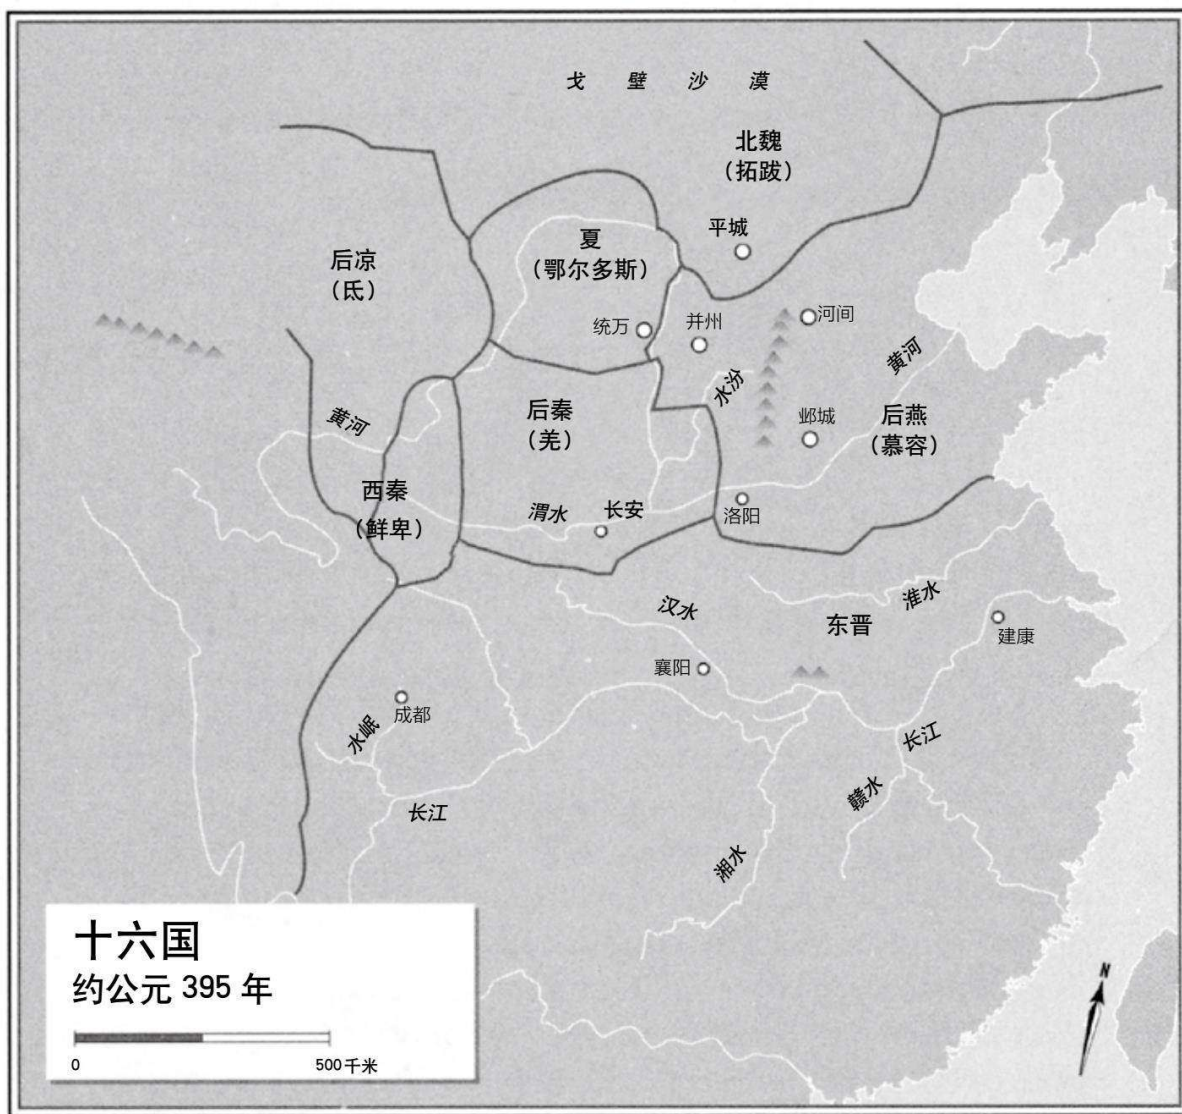 戈壁沙漠
北魏
（拓跋）
平城
夏
（鄂尔多斯）
后凉
（氐）
统万
并州
河间
黄河
水汾
后秦
（羌）
邺城
后燕
（慕容）
黄河
西秦
（鲜卑）
渭水
长安
洛阳
汉水
淮水
东晋
建康
襄阳
成都
水岷
长江
长江
赣水
湘水
十六国
约公元 395 年
0
500千米
N